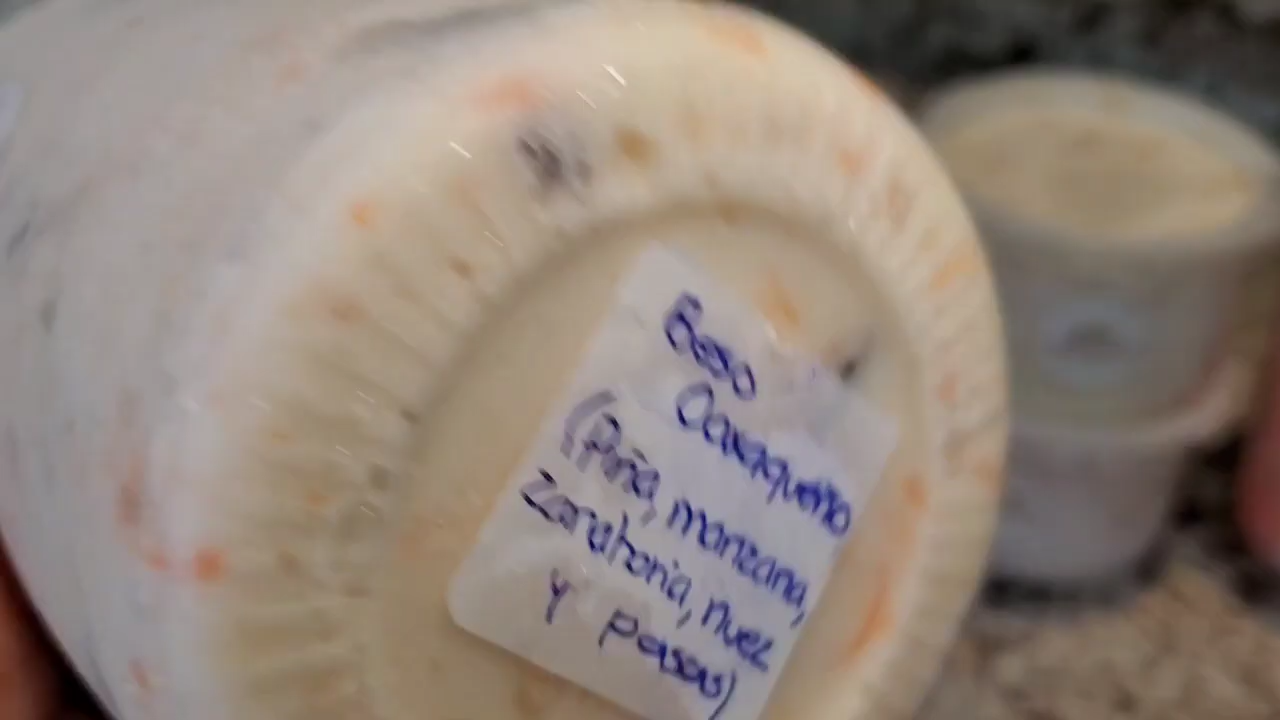 Beso
Oaxaqueño
(Piña, manzana,
Zanahoria, nuez
y pasas)